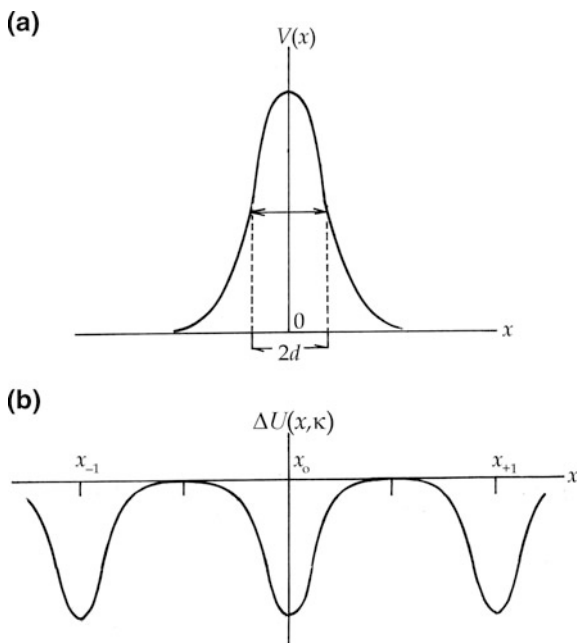 (a)
V(x)
0
x
2d
(b)
ΔU(x,κ)
x₋₁ x₀ x₊₁
x